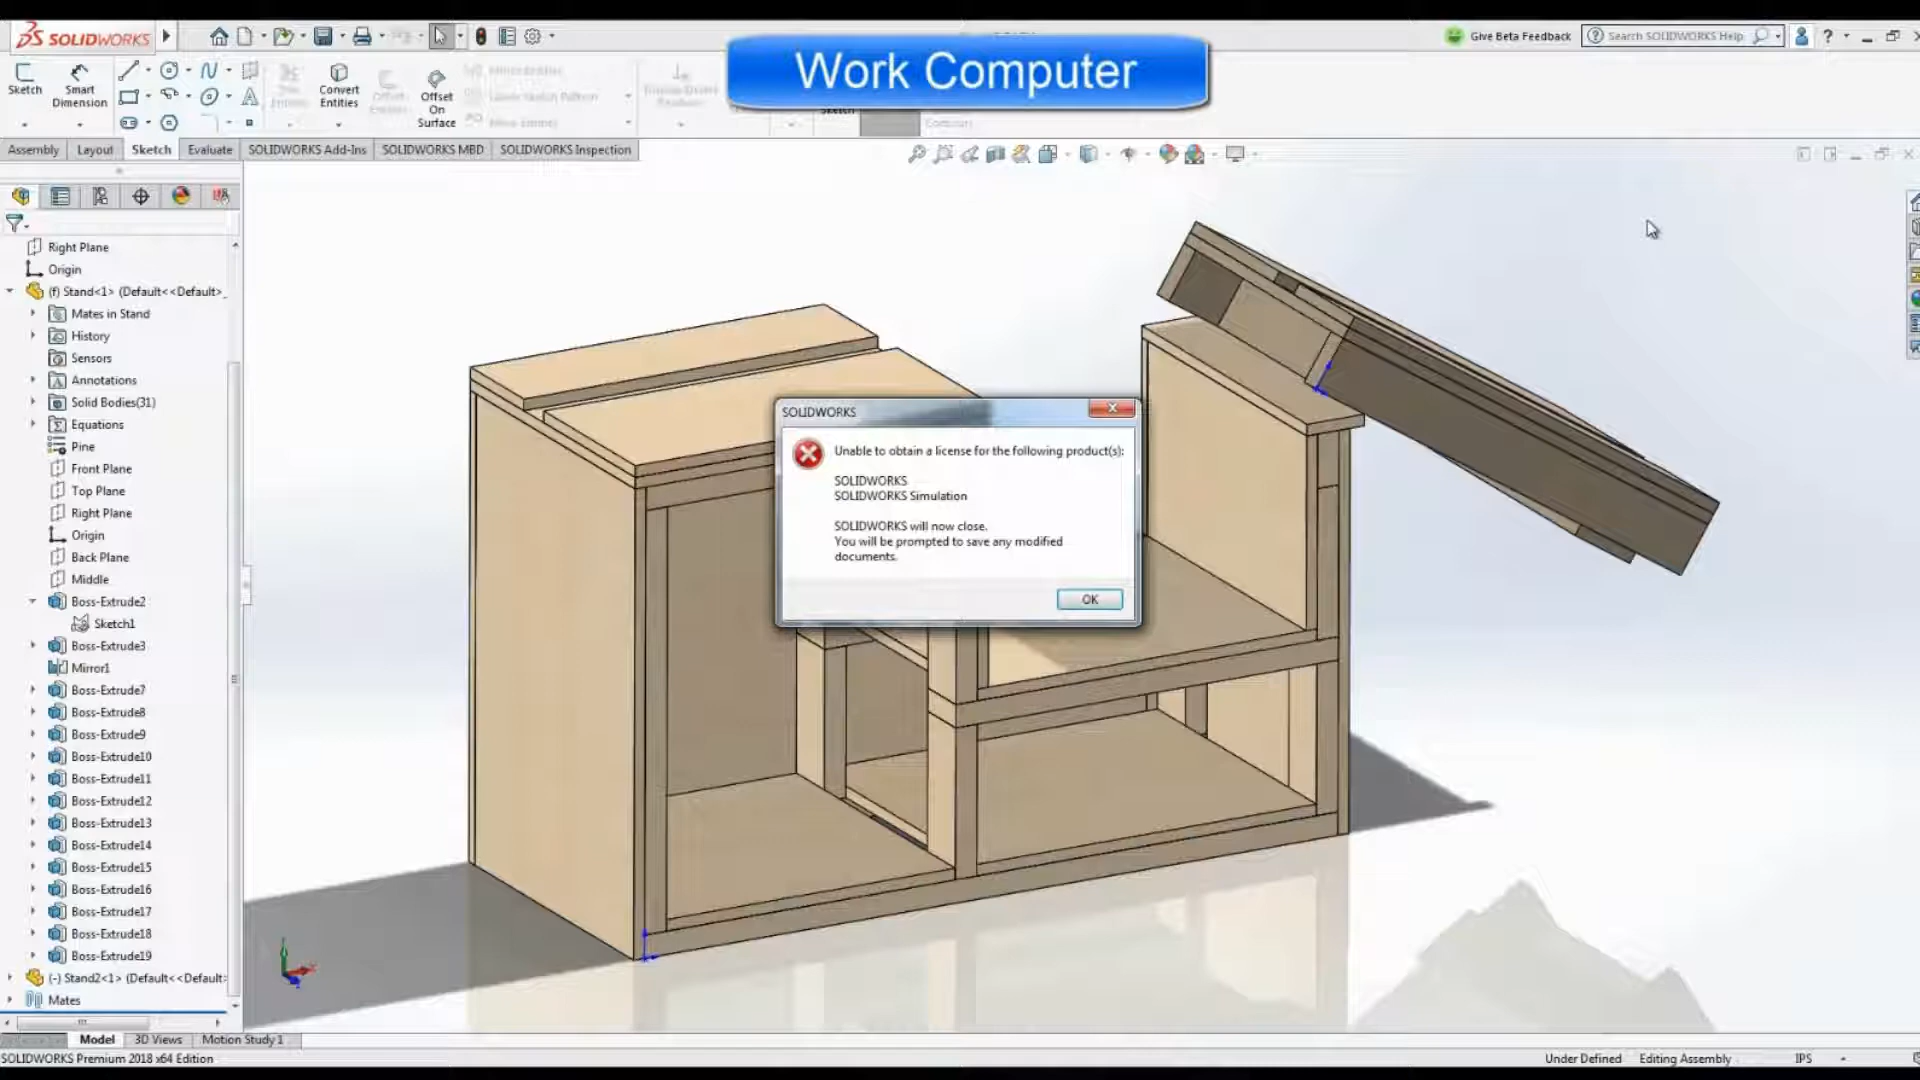 SOLIDWORKS
Work Computer
Give Beta Feedback
Search SOLIDWORKS Help
?
Sketch
Smart Dimension
Convert Entities
Offset On Surface
Mirror Entities
Linear Sketch Pattern
Move Entities
Assembly
Layout
Sketch
Evaluate
SOLIDWORKS Add-Ins
SOLIDWORKS MBD
SOLIDWORKS Inspection
Right Plane
Origin
(f) Stand<1> (Default<<Default>_
Mates in Stand
History
Sensors
Annotations
Solid Bodies(31)
Equations
Pine
Front Plane
Top Plane
Right Plane
Origin
Back Plane
Middle
Boss-Extrude2
Sketch1
Boss-Extrude3
Mirror1
Boss-Extrude7
Boss-Extrude8
Boss-Extrude9
Boss-Extrude10
Boss-Extrude11
Boss-Extrude12
Boss-Extrude13
Boss-Extrude14
Boss-Extrude15
Boss-Extrude16
Boss-Extrude17
Boss-Extrude18
Boss-Extrude19
(-) Stand2<1> (Default<<Default>
Mates
SOLIDWORKS
Unable to obtain a license for the following product(s):
SOLIDWORKS
SOLIDWORKS Simulation
SOLIDWORKS will now close.
You will be prompted to save any modified
documents.
OK
Model
3D Views
Motion Study 1
SOLIDWORKS Premium 2018 x64 Edition
Under Defined
Editing Assembly
IPS